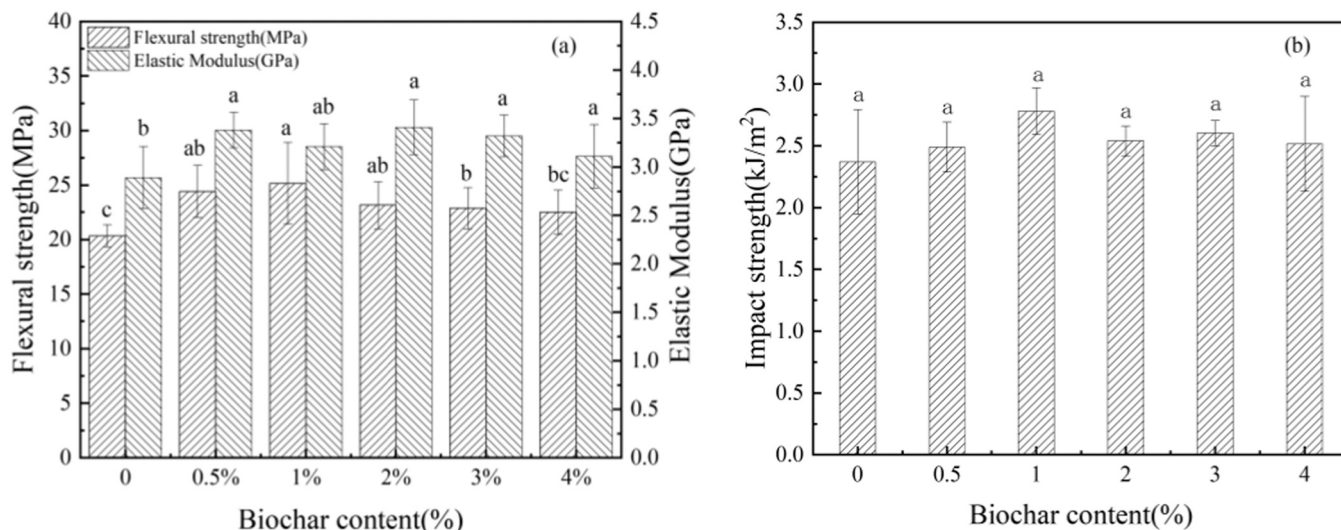 (a)
Flexural strength(MPa)
Elastic Modulus(GPa)
Flexural strength(MPa)
40
35
30
25
20
15
10
5
0
c b ab a a ab ab a b a bc a
4.5
4.0
3.5
3.0
2.5
2.0
1.5
1.0
0.5
0.0
Elastic Modulus(GPa)
0 0.5% 1% 2% 3% 4%
Biochar content(%)
(b)
Impact strength(kJ/m²)
3.5
3.0
2.5
2.0
1.5
1.0
0.5
0.0
a a a a a a
0 0.5 1 2 3 4
Biochar content(%)